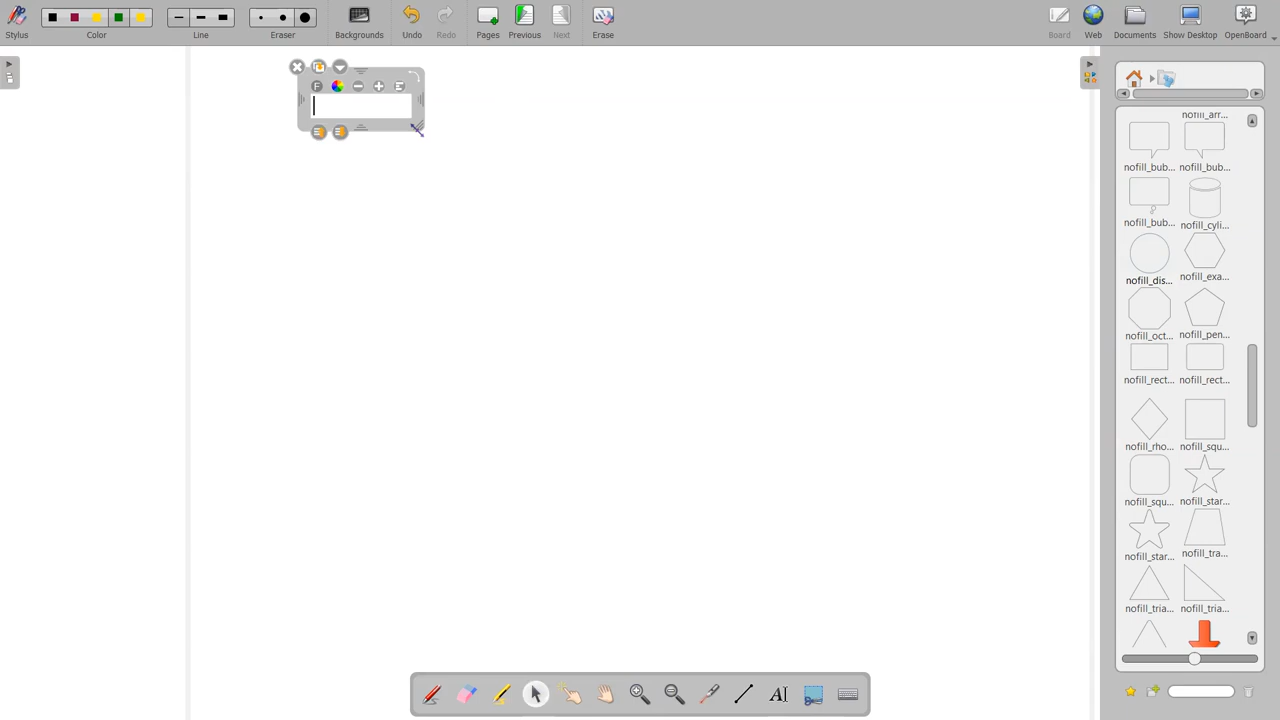 Stylus
Color
Line
Eraser
Backgrounds
Undo
Redo
Pages
Previous
Next
Erase
Board
Web
Documents
Show Desktop
OpenBoard
F
nofill_arr...
nofill_bub...
nofill_bub...
nofill_bub...
nofill_cyli...
nofill_dis...
nofill_exa...
nofill_oct...
nofill_pen...
nofill_rect...
nofill_rect...
nofill_rho...
nofill_squ...
nofill_squ...
nofill_star...
nofill_star...
nofill_tra...
nofill_tria...
nofill_tria...
AI